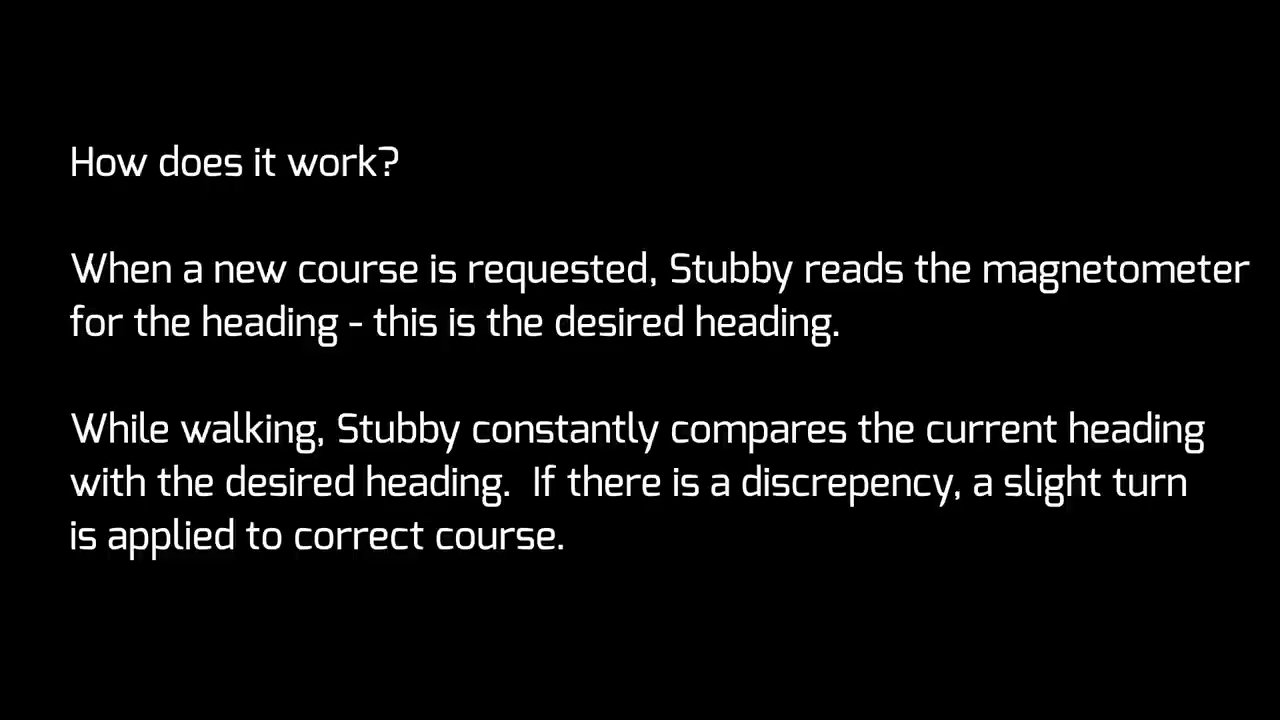 How does it work?
When a new course is requested, Stubby reads the magnetometer
for the heading - this is the desired heading.
While walking, Stubby constantly compares the current heading
with the desired heading.  If there is a discrepency, a slight turn
is applied to correct course.